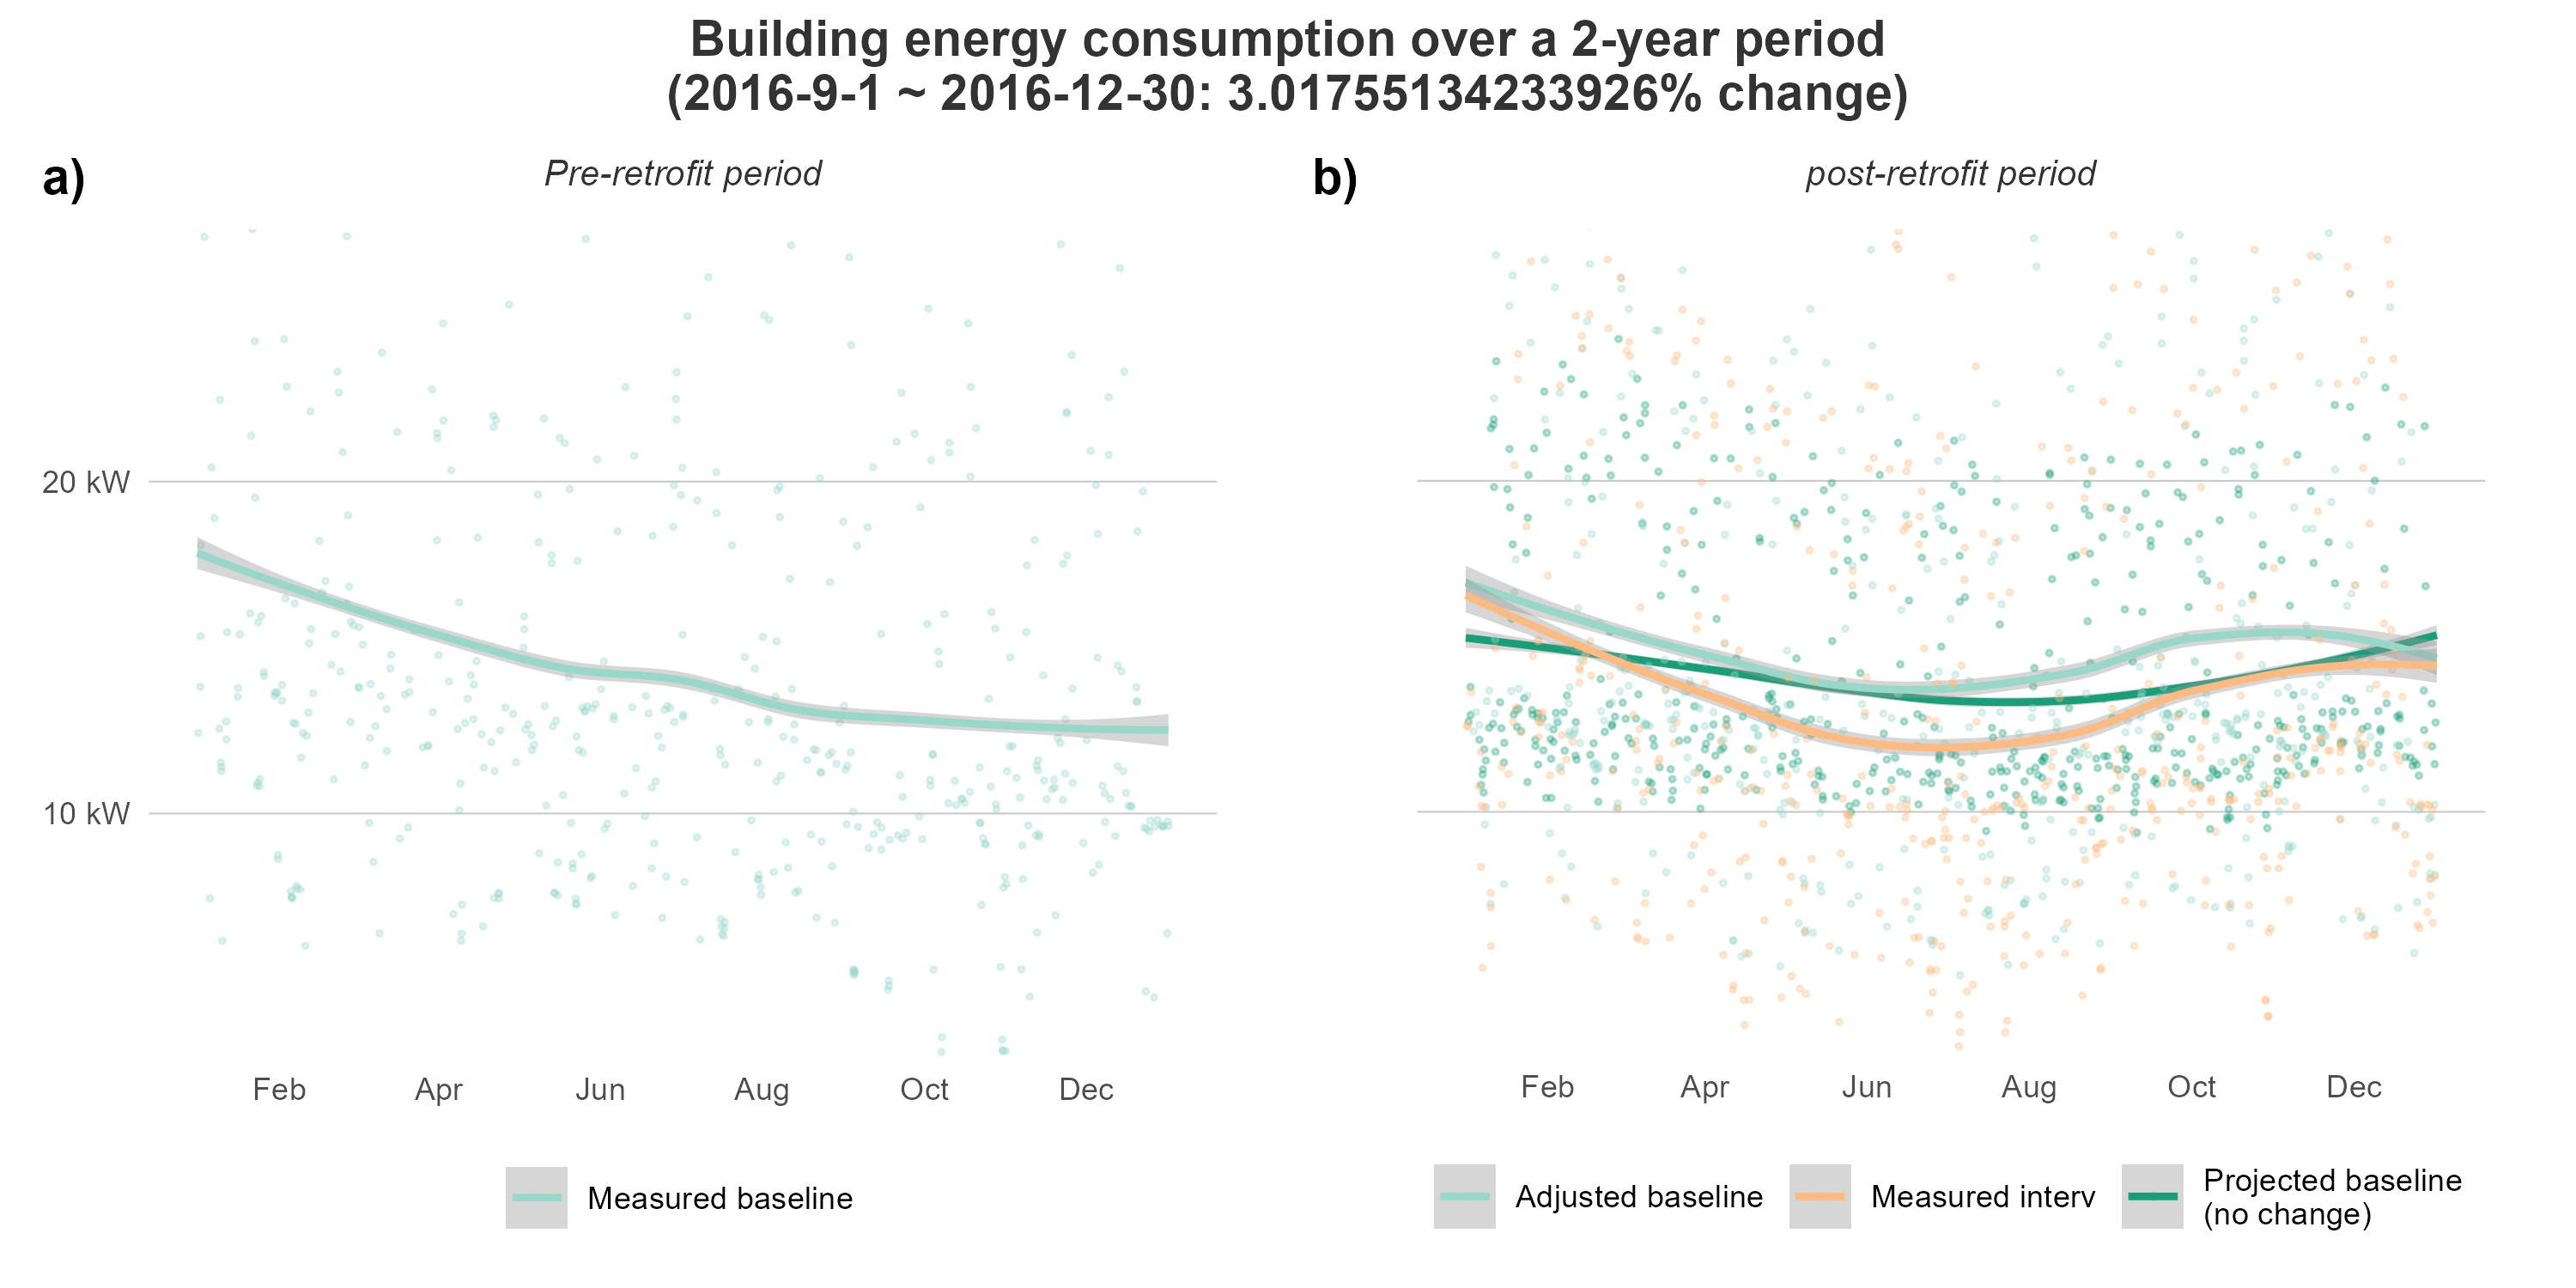 Building energy consumption over a 2-year period
(2016-9-1 ~ 2016-12-30: 3.01755134233926% change)
a)
Pre-retrofit period
20 kW
10 kW
Feb Apr Jun Aug Oct Dec
Measured baseline
b)
post-retrofit period
Feb Apr Jun Aug Oct Dec
Adjusted baseline
Measured interv
Projected baseline
(no change)